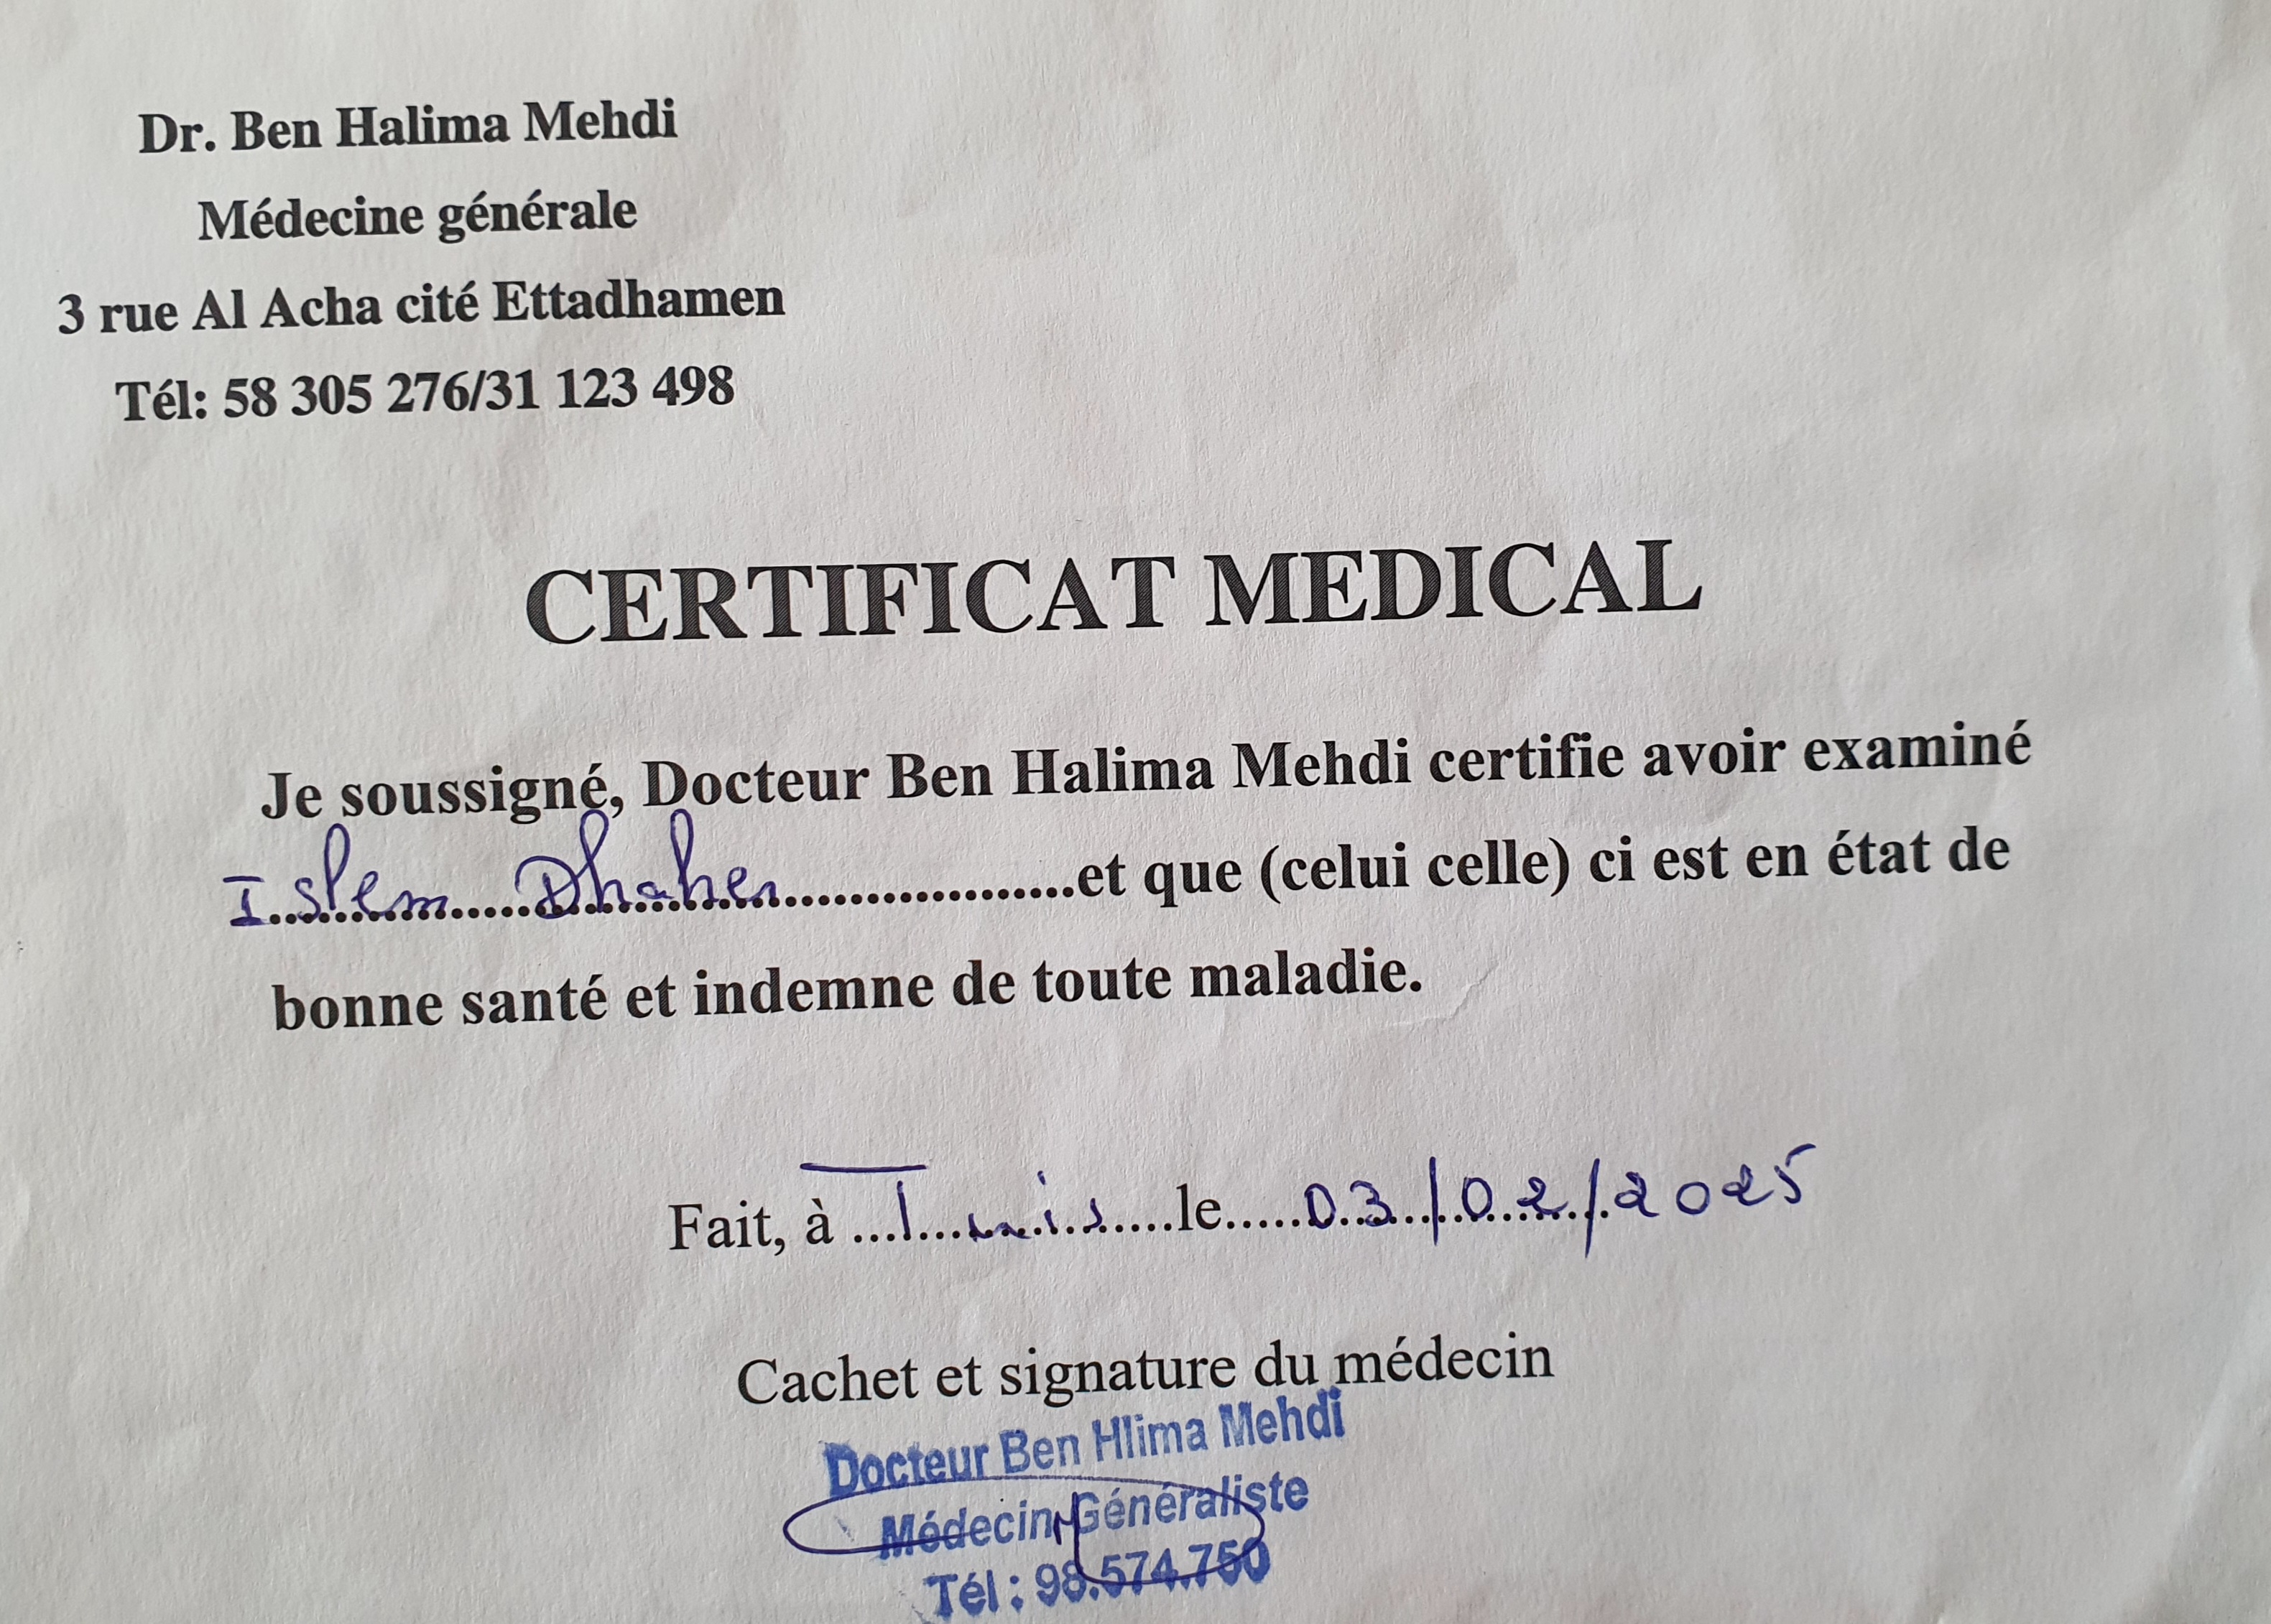 Dr. Ben Halima Mehdi
Médecine générale
3 rue Al Acha cité Ettadhamen
Tél: 58 305 276/31 123 498
CERTIFICAT MEDICAL
Je soussigné, Docteur Ben Halima Mehdi certifie avoir examiné
Islem Dhaher...................et que (celui celle) ci est en état de
bonne santé et indemne de toute maladie.
Fait, à ...Tunis......le.....03/02/2025
Cachet et signature du médecin
Docteur Ben Hlima Mehdi
Médecin Généraliste
Tél : 98.574.750